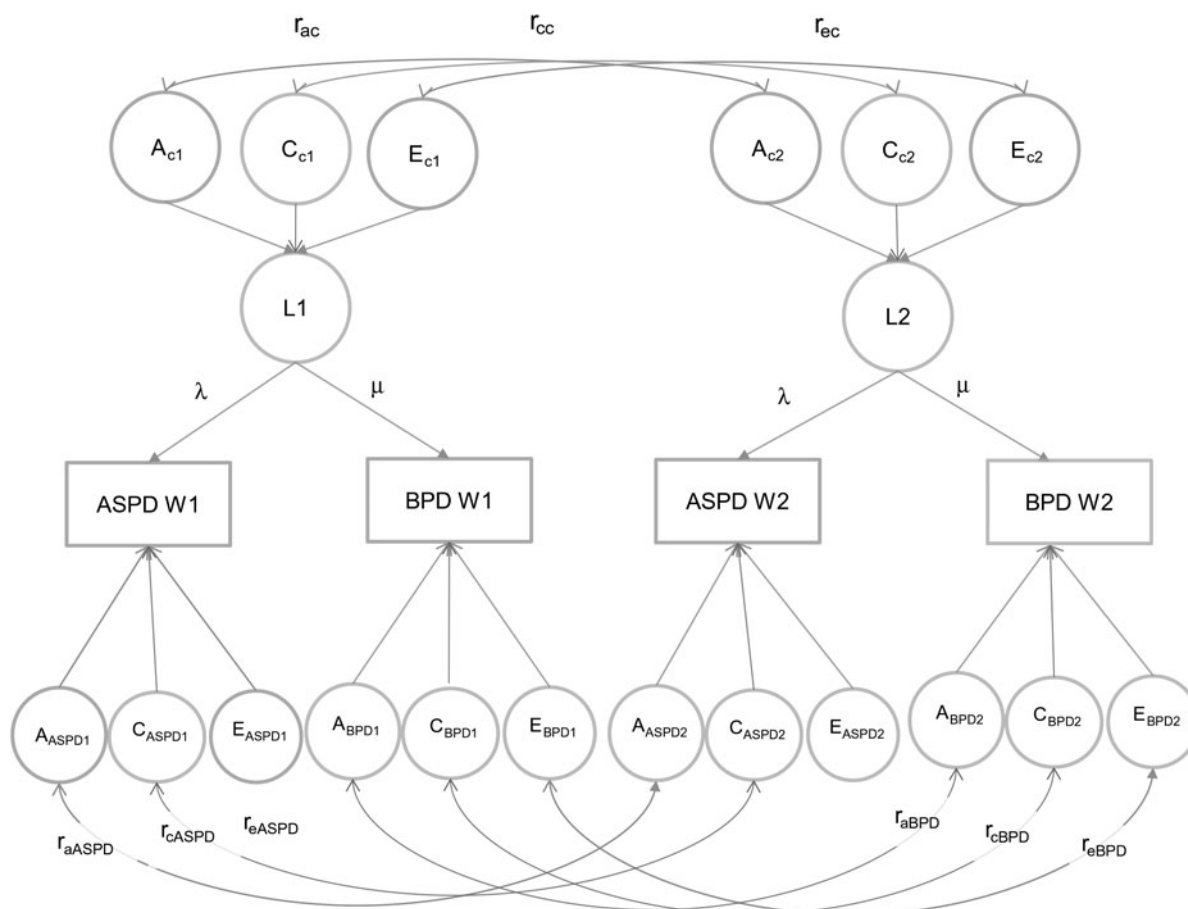 r_ac r_cc r_ec
A_c1 C_c1 E_c1 A_c2 C_c2 E_c2
L1 L2
λ μ λ μ
ASPD W1 BPD W1 ASPD W2 BPD W2
A_ASPD1 C_ASPD1 E_ASPD1 A_BPD1 C_BPD1 E_BPD1 A_ASPD2 C_ASPD2 E_ASPD2 A_BPD2 C_BPD2 E_BPD2
r_aASPD r_cASPD r_eASPD r_aBPD r_cBPD r_eBPD